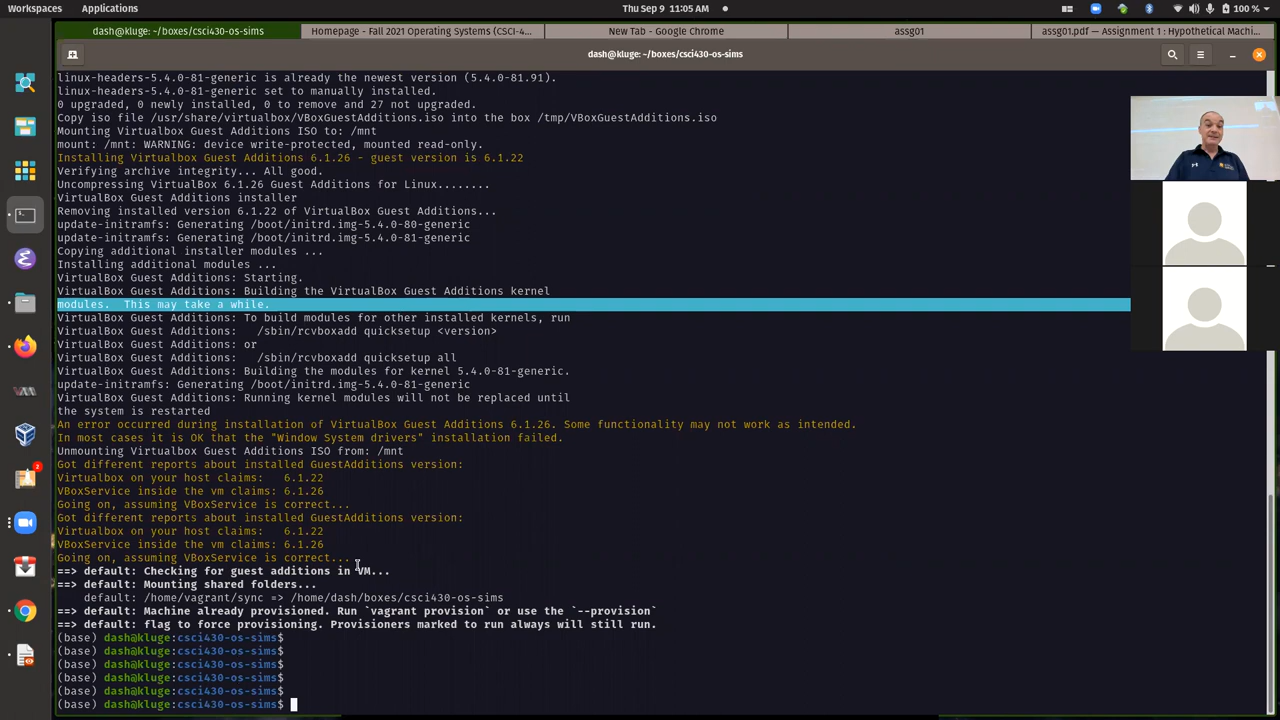 Workspaces Applications Thu Sep 9 11:05 AM 100 %
dash@kluge: ~/boxes/csci430-os-sims Homepage - Fall 2021 Operating Systems (CSCI-4... New Tab - Google Chrome assg01 assg01.pdf — Assignment 1 : Hypothetical Machi...
dash@kluge: ~/boxes/csci430-os-sims
linux-headers-5.4.0-81-generic is already the newest version (5.4.0-81.91).
linux-headers-5.4.0-81-generic set to manually installed.
0 upgraded, 0 newly installed, 0 to remove and 27 not upgraded.
Copy iso file /usr/share/virtualbox/VBoxGuestAdditions.iso into the box /tmp/VBoxGuestAdditions.iso
Mounting Virtualbox Guest Additions ISO to: /mnt
mount: /mnt: WARNING: device write-protected, mounted read-only.
Installing Virtualbox Guest Additions 6.1.26 - guest version is 6.1.22
Verifying archive integrity... All good.
Uncompressing VirtualBox 6.1.26 Guest Additions for Linux........
VirtualBox Guest Additions installer
Removing installed version 6.1.22 of VirtualBox Guest Additions...
update-initramfs: Generating /boot/initrd.img-5.4.0-80-generic
update-initramfs: Generating /boot/initrd.img-5.4.0-81-generic
Copying additional installer modules ...
Installing additional modules ...
VirtualBox Guest Additions: Starting.
VirtualBox Guest Additions: Building the VirtualBox Guest Additions kernel
modules.  This may take a while.
VirtualBox Guest Additions: To build modules for other installed kernels, run
VirtualBox Guest Additions:   /sbin/rcvboxadd quicksetup <version>
VirtualBox Guest Additions: or
VirtualBox Guest Additions:   /sbin/rcvboxadd quicksetup all
VirtualBox Guest Additions: Building the modules for kernel 5.4.0-81-generic.
update-initramfs: Generating /boot/initrd.img-5.4.0-81-generic
VirtualBox Guest Additions: Running kernel modules will not be replaced until
the system is restarted
An error occurred during installation of VirtualBox Guest Additions 6.1.26. Some functionality may not work as intended.
In most cases it is OK that the "Window System drivers" installation failed.
Unmounting Virtualbox Guest Additions ISO from: /mnt
Got different reports about installed GuestAdditions version:
Virtualbox on your host claims:   6.1.22
VBoxService inside the vm claims: 6.1.26
Going on, assuming VBoxService is correct...
Got different reports about installed GuestAdditions version:
Virtualbox on your host claims:   6.1.22
VBoxService inside the vm claims: 6.1.26
Going on, assuming VBoxService is correct...
==> default: Checking for guest additions in VM...
==> default: Mounting shared folders...
    default: /home/vagrant/sync => /home/dash/boxes/csci430-os-sims
==> default: Machine already provisioned. Run `vagrant provision` or use the `--provision`
==> default: flag to force provisioning. Provisioners marked to run always will still run.
(base) dash@kluge:csci430-os-sims$
(base) dash@kluge:csci430-os-sims$
(base) dash@kluge:csci430-os-sims$
(base) dash@kluge:csci430-os-sims$
(base) dash@kluge:csci430-os-sims$
(base) dash@kluge:csci430-os-sims$